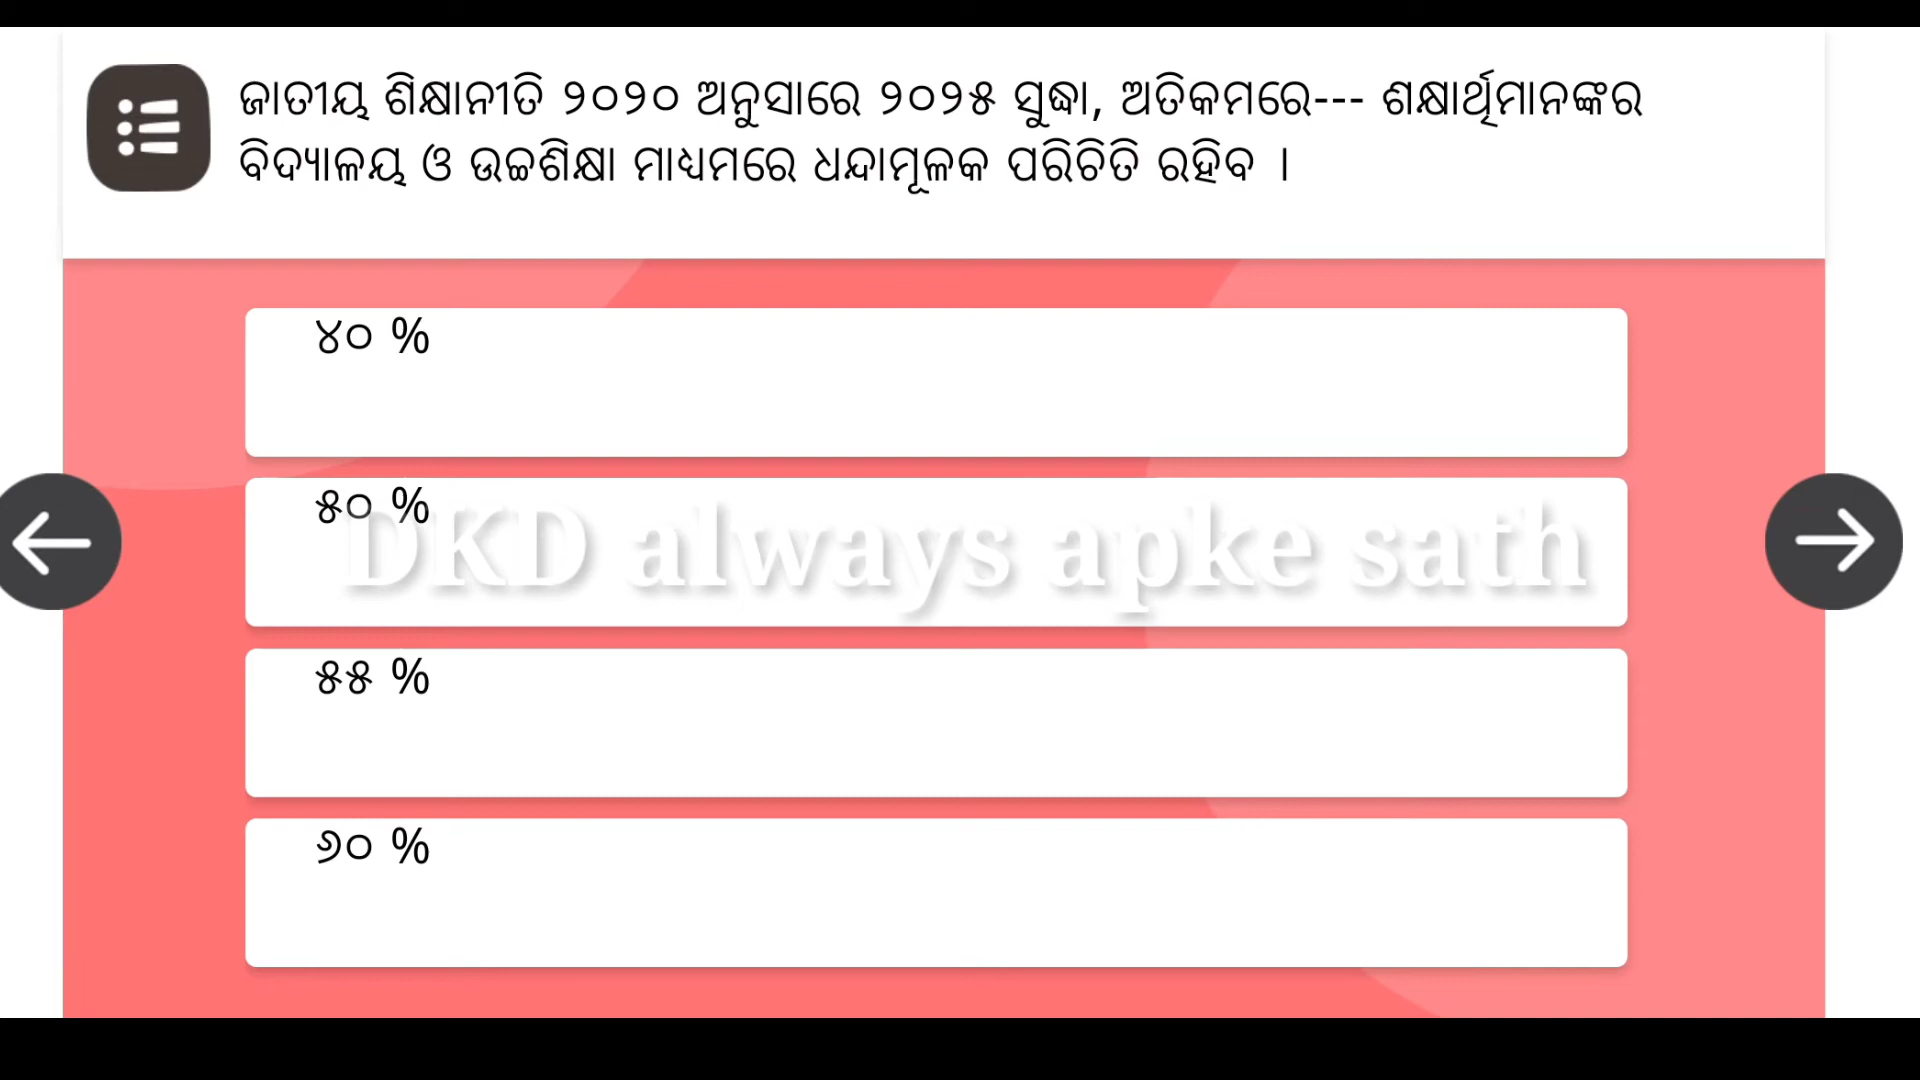 ଜାତୀୟ ଶିକ୍ଷାନୀତି ୨୦୨୦ ଅନୁସାରେ ୨୦୨୫ ସୁଦ୍ଧା, ଅତିକମରେ--- ଶକ୍ଷାର୍ଥିମାନଙ୍କର
ବିଦ୍ୟାଳୟ ଓ ଉଚ୍ଚଶିକ୍ଷା ମାଧ୍ୟମରେ ଧନ୍ଦାମୂଳକ ପରିଚିତି ରହିବ ।
୪୦ %
୫୦ %
DKD always apke sath
୫୫ %
୬୦ %